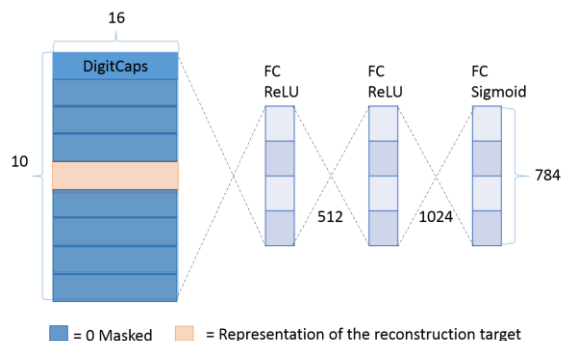 16
DigitCaps
10
FC
ReLU
FC
ReLU
FC
Sigmoid
512
1024
784
= 0 Masked
= Representation of the reconstruction target